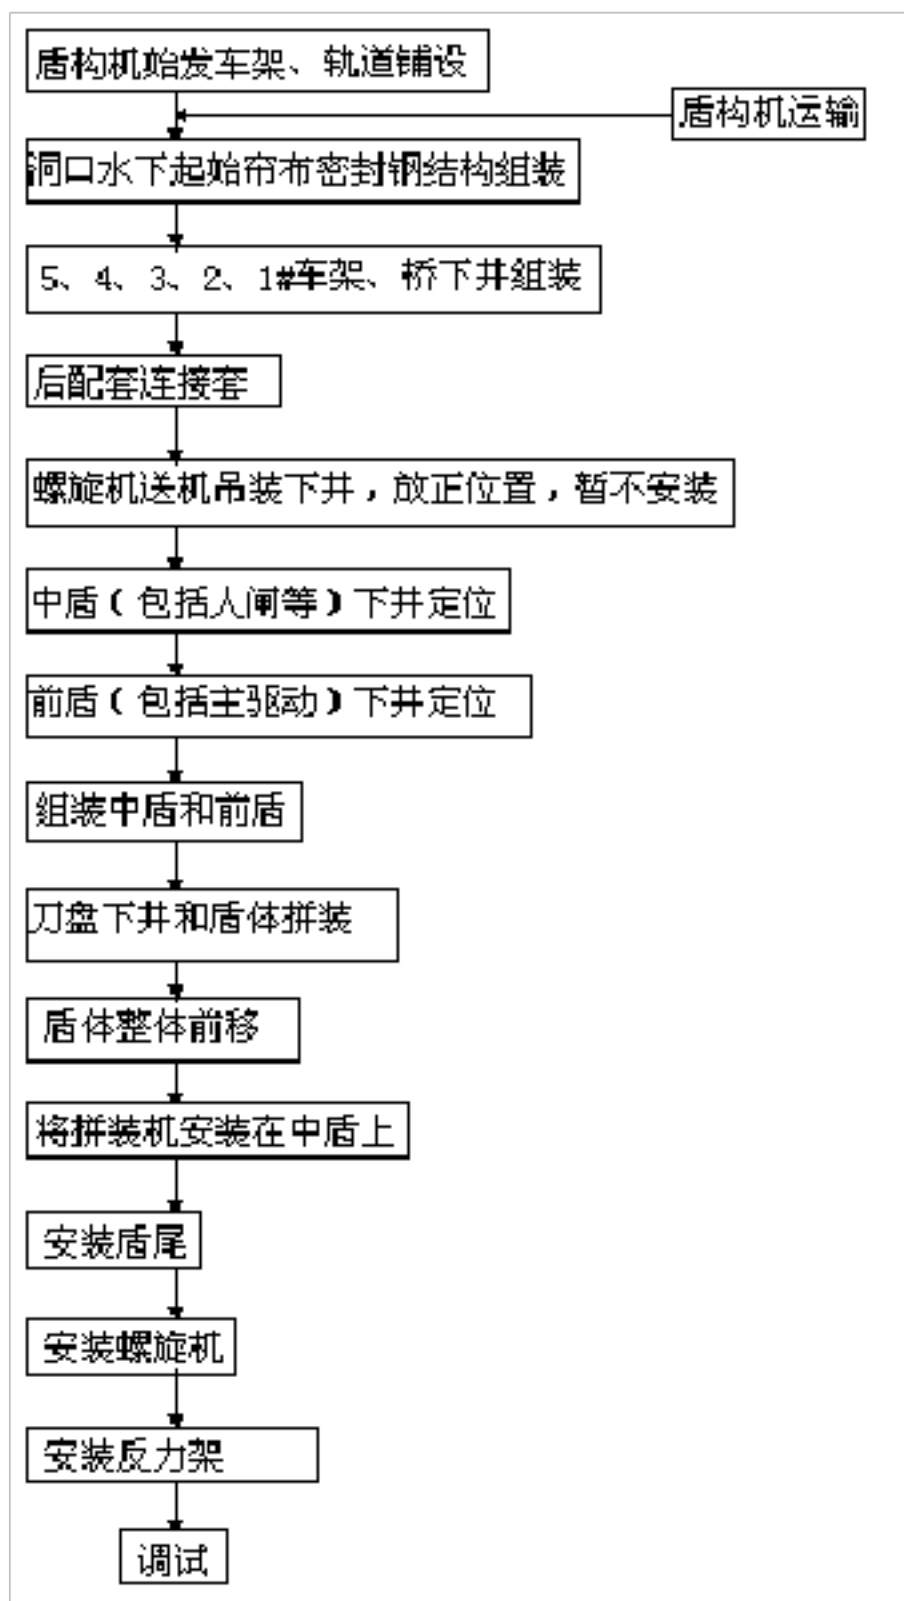 盾构机始发车架、轨道铺设
盾构机运输
洞口水下起始帘布密封钢结构组装
5、4、3、2、1#车架、桥下井组装
后配套连接套
螺旋机送机吊装下井，放正位置，暂不安装
中盾（包括人闸等）下井定位
前盾（包括主驱动）下井定位
组装中盾和前盾
刀盘下井和盾体拼装
盾体整体前移
将拼装机安装在中盾上
安装盾尾
安装螺旋机
安装反力架
调试